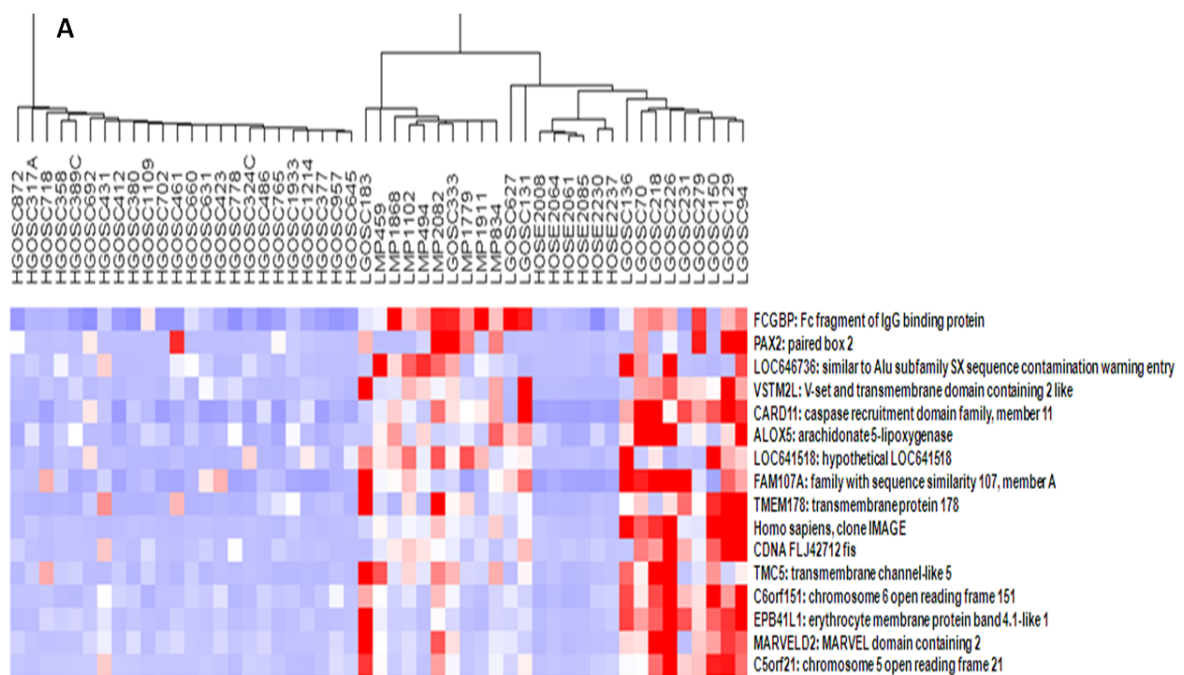 A
HGOSC872
HGOSC317A
HGOSC718
HGOSC358
HGOSC389C
HGOSC692
HGOSC431
HGOSC412
HGOSC380
HGOSC1109
HGOSC702
HGOSC461
HGOSC660
HGOSC631
HGOSC423
HGOSC778
HGOSC324C
HGOSC486
HGOSC765
HGOSC1933
HGOSC1214
HGOSC377
HGOSC957
HGOSC645
LGOSC183
LMP459
LMP1868
LMP1102
LMP494
LMP2082
LGOSC333
LMP1779
LMP1911
LMP834
LGOSC627
LGOSC131
HOSE2008
HOSE2064
HOSE2061
HOSE2085
HOSE2230
HOSE2237
LGOSC136
LGOSC70
LGOSC218
LGOSC226
LGOSC231
LGOSC279
LGOSC150
LGOSC129
LGOSC94
FCGBP: Fc fragment of IgG binding protein
PAX2: paired box 2
LOC646736: similar to Alu subfamily SX sequence contamination warning entry
VSTM2L: V-set and transmembrane domain containing 2 like
CARD11: caspase recruitment domain family, member 11
ALOX5: arachidonate 5-lipoxygenase
LOC641518: hypothetical LOC641518
FAM107A: family with sequence similarity 107, member A
TMEM178: transmembrane protein 178
Homo sapiens, clone IMAGE
CDNA FLJ42712 fis
TMC5: transmembrane channel-like 5
C6orf151: chromosome 6 open reading frame 151
EPB41L1: erythrocyte membrane protein band 4.1-like 1
MARVELD2: MARVEL domain containing 2
C5orf21: chromosome 5 open reading frame 21